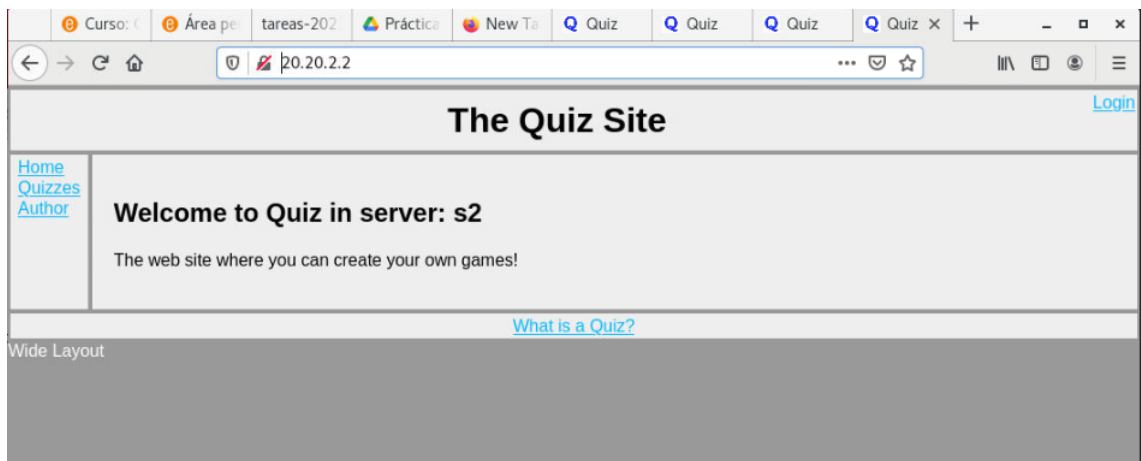 Curso: Área pe tareas-202 Práctica New Ta Quiz Quiz Quiz Quiz
20.20.2.2
The Quiz Site
Login
Home
Quizzes
Author
Welcome to Quiz in server: s2
The web site where you can create your own games!
What is a Quiz?
Wide Layout